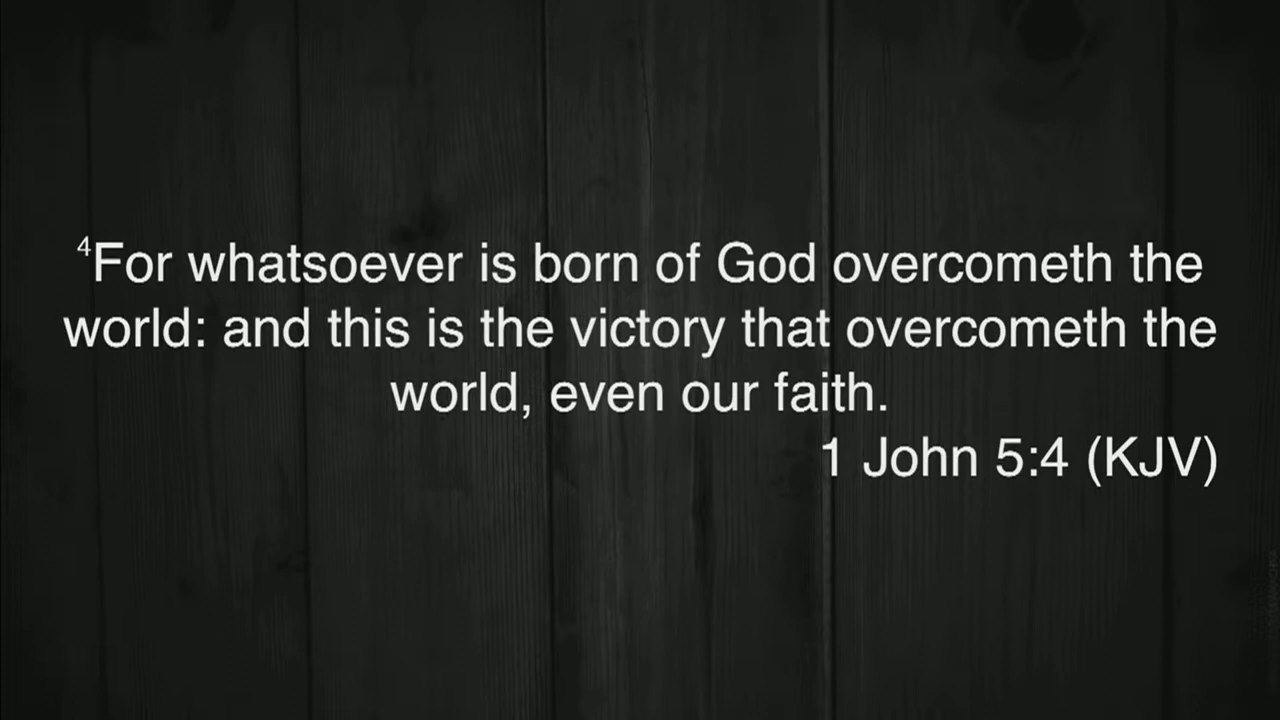 ⁴For whatsoever is born of God overcometh the
world: and this is the victory that overcometh the
world, even our faith.
1 John 5:4 (KJV)